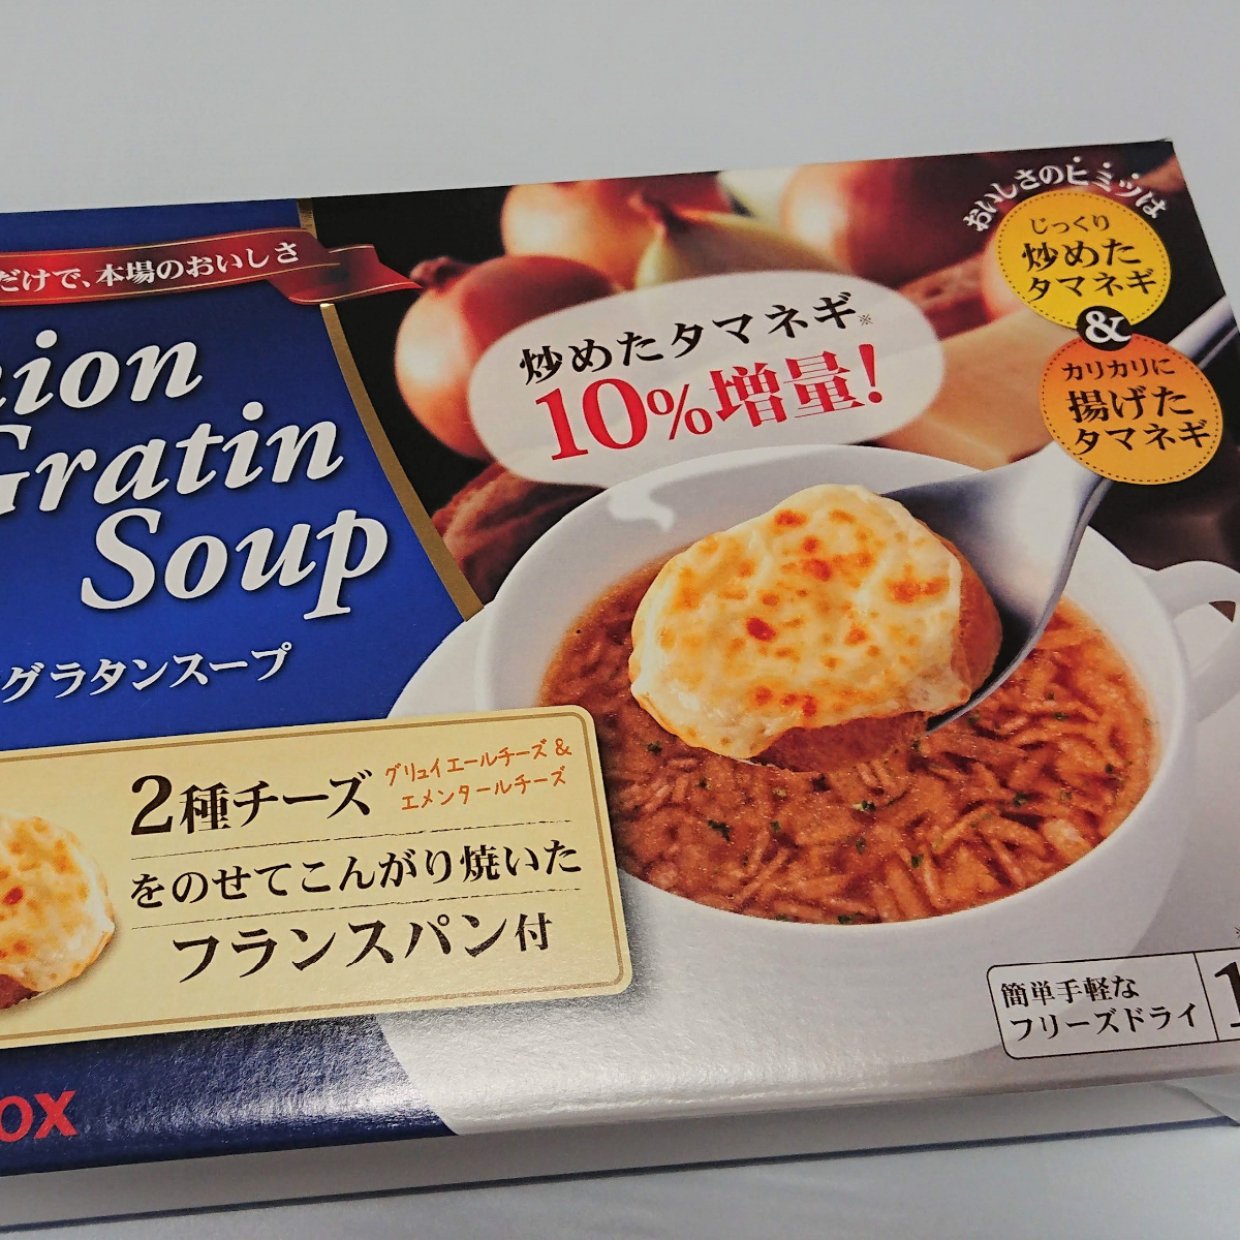 だけで、本場のおいしさ
nion
Gratin
Soup
グラタンスープ
炒めたタマネギ※
10%増量!
おいしさのヒミツは
じっくり
炒めた
タマネギ
&
カリカリに
揚げた
タマネギ
2種チーズ
グリュイエールチーズ&
エメンタールチーズ
をのせてこんがり焼いた
フランスパン付
簡単手軽な
フリーズドライ
1
OX